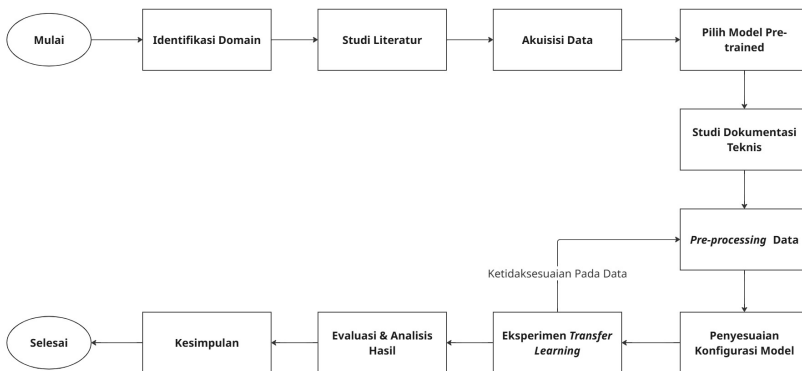 Mulai
Identifikasi Domain
Studi Literatur
Akuisisi Data
Pilih Model Pre-
trained
Studi Dokumentasi
Teknis
Pre-processing Data
Ketidaksesuaian Pada Data
Penyesuaian
Konfigurasi Model
Eksperimen Transfer
Learning
Evaluasi & Analisis
Hasil
Kesimpulan
Selesai